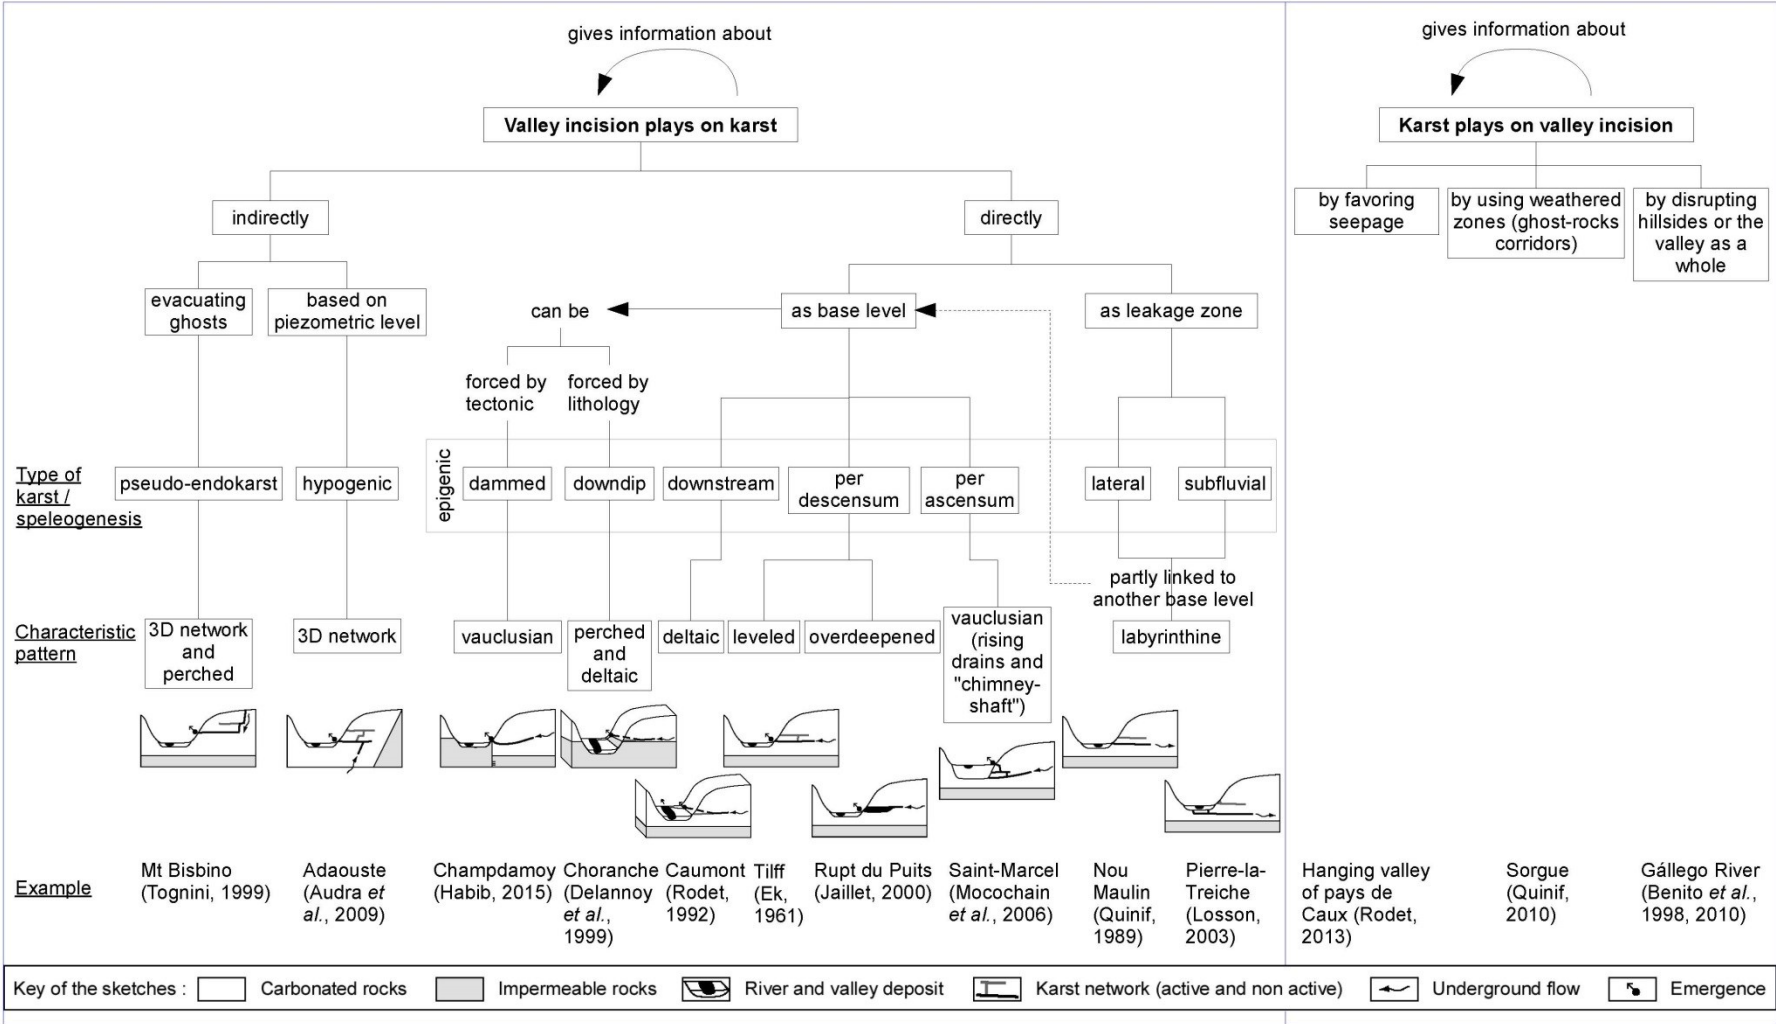 gives information about
gives information about
Valley incision plays on karst
Karst plays on valley incision
indirectly
directly
by favoring
seepage
by using weathered
zones (ghost-rocks
corridors)
by disrupting
hillsides or the
valley as a
whole
evacuating
ghosts
based on
piezometric level
can be
as base level
as leakage zone
forced by
tectonic
forced by
lithology
Type of
karst /
speleogenesis
pseudo-endokarst
hypogenic
epigenic
dammed
downdip
downstream
per
descensum
per
ascensum
lateral
subfluvial
partly linked to
another base level
Characteristic
pattern
3D network
and
perched
3D network
vauclusian
perched
and
deltaic
deltaic
leveled
overdeepened
vauclusian
(rising
drains and
"chimney-
shaft")
labyrinthine
Example
Mt Bisbino
(Tognini, 1999)
Adaouste
(Audra et
al., 2009)
Champdamoy
(Habib, 2015)
Choranche
(Delannoy
et al.,
1999)
Caumont
(Rodet,
1992)
Tilff
(Ek,
1961)
Rupt du Puits
(Jaillet, 2000)
Saint-Marcel
(Mocochain
et al., 2006)
Nou
Maulin
(Quinif,
1989)
Pierre-la-
Treiche
(Losson,
2003)
Hanging valley
of pays de
Caux (Rodet,
2013)
Sorgue
(Quinif,
2010)
Gállego River
(Benito et al.,
1998, 2010)
Key of the sketches :
Carbonated rocks
Impermeable rocks
River and valley deposit
Karst network (active and non active)
Underground flow
Emergence